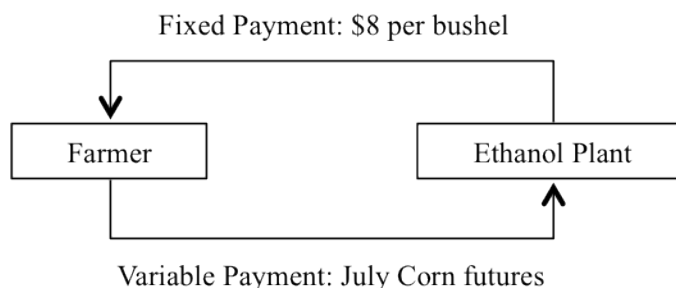 Fixed Payment: $8 per bushel
Farmer
Ethanol Plant
Variable Payment: July Corn futures